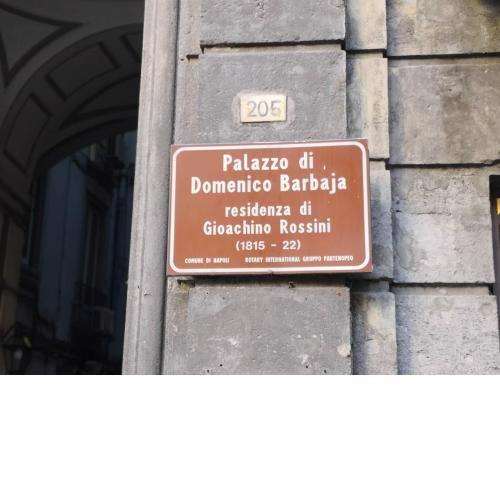 205
Palazzo di
Domenico Barbaja
residenza di
Gioachino Rossini
(1815 - 22)
COMUNE DI NAPOLI ROTARY INTERNATIONAL GRUPPO PARTENOPEO